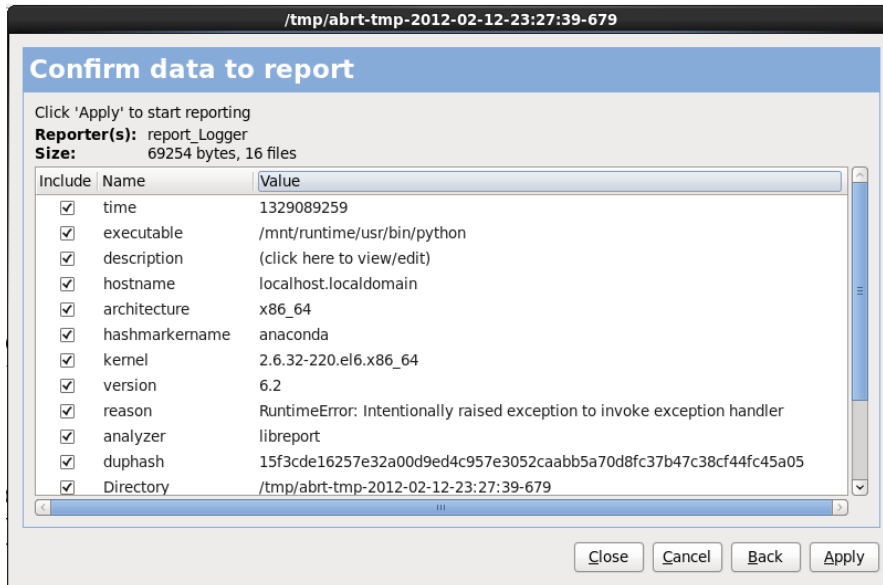 /tmp/abrt-tmp-2012-02-12-23:27:39-679
Confirm data to report
Click 'Apply' to start reporting
Reporter(s): report_Logger
Size: 69254 bytes, 16 files
Include Name Value
time 1329089259
executable /mnt/runtime/usr/bin/python
description (click here to view/edit)
hostname localhost.localdomain
architecture x86_64
hashmarkername anaconda
kernel 2.6.32-220.el6.x86_64
version 6.2
reason RuntimeError: Intentionally raised exception to invoke exception handler
analyzer libreport
duphash 15f3cde16257e32a00d9ed4c957e3052caabb5a70d8fc37b47c38cf44fc45a05
Directory /tmp/abrt-tmp-2012-02-12-23:27:39-679
Close Cancel Back Apply